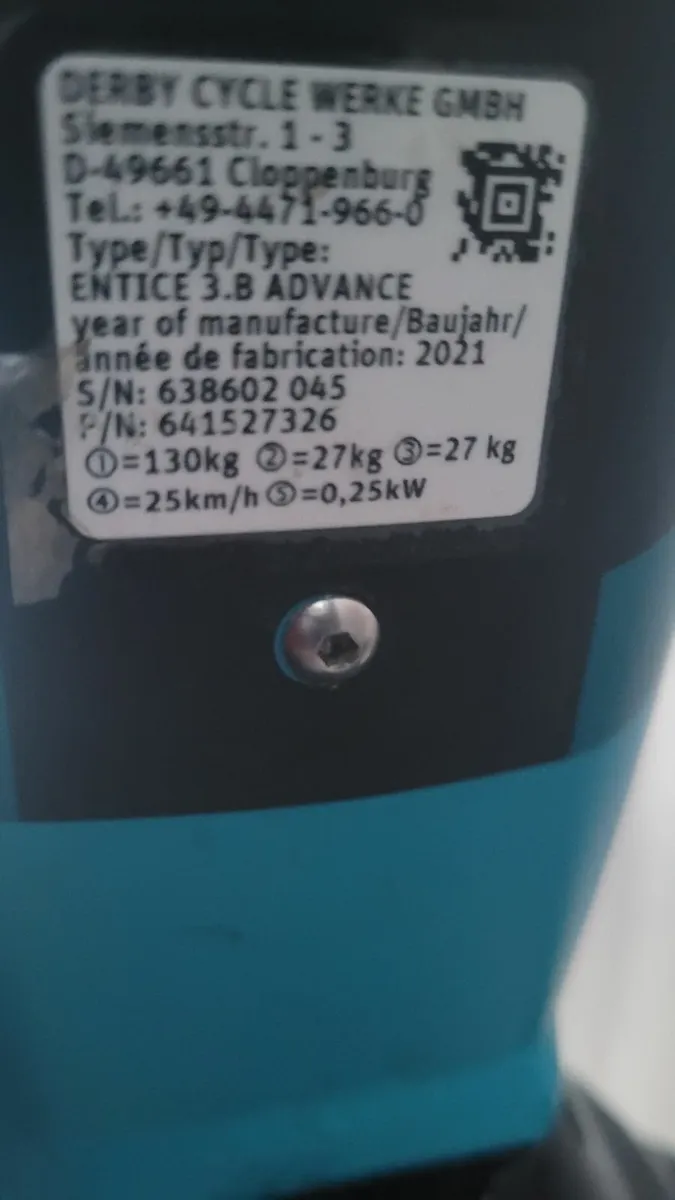 DERBY CYCLE WERKE GMBH
Siemensstr. 1 - 3
D-49661 Cloppenburg
Tel.: +49-4471-966-0
Type/Typ/Type:
ENTICE 3.B ADVANCE
year of manufacture/Baujahr/
année de fabrication: 2021
S/N: 638602 045
P/N: 641527326
①=130kg ②=27kg ③=27 kg
④=25km/h ⑤=0,25kW